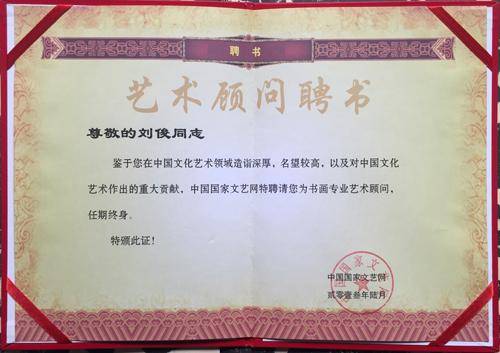 聘书
艺术顾问聘书
尊敬的刘俊同志
鉴于您在中国文化艺术领域造诣深厚，名望较高，以及对中国文化
艺术作出的重大贡献，中国国家文艺网特聘请您为书画专业艺术顾问，
任期终身。
特颁此证！
中国国家文艺网
贰零壹叁年陆月